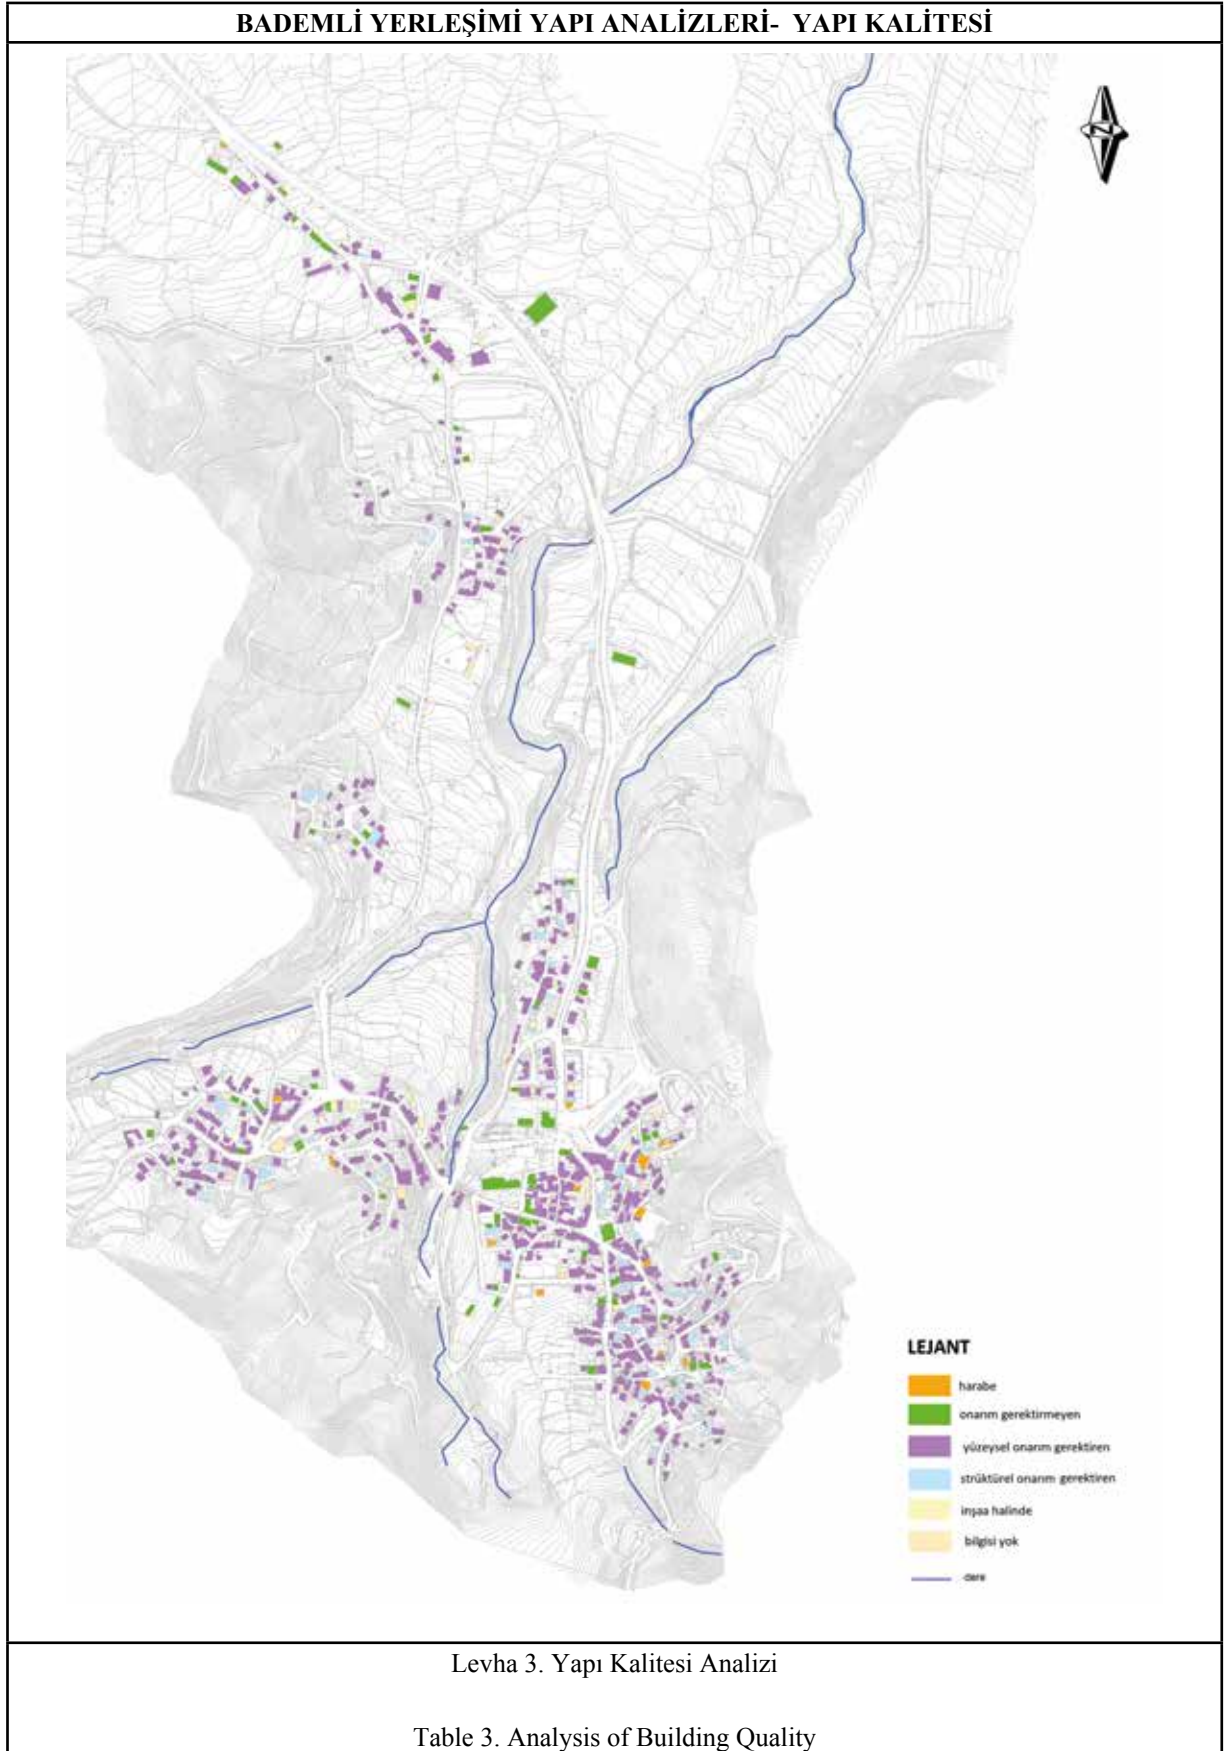 BADEMLİ YERLEŞİMİ YAPI ANALİZLERİ- YAPI KALİTESİ
N
LEJANT
harabe
onarım gerektirmeyen
yüzeysel onarım gerektiren
strüktürel onarım gerektiren
inşaa halinde
bilgisi yok
dere
Levha 3. Yapı Kalitesi Analizi
Table 3. Analysis of Building Quality